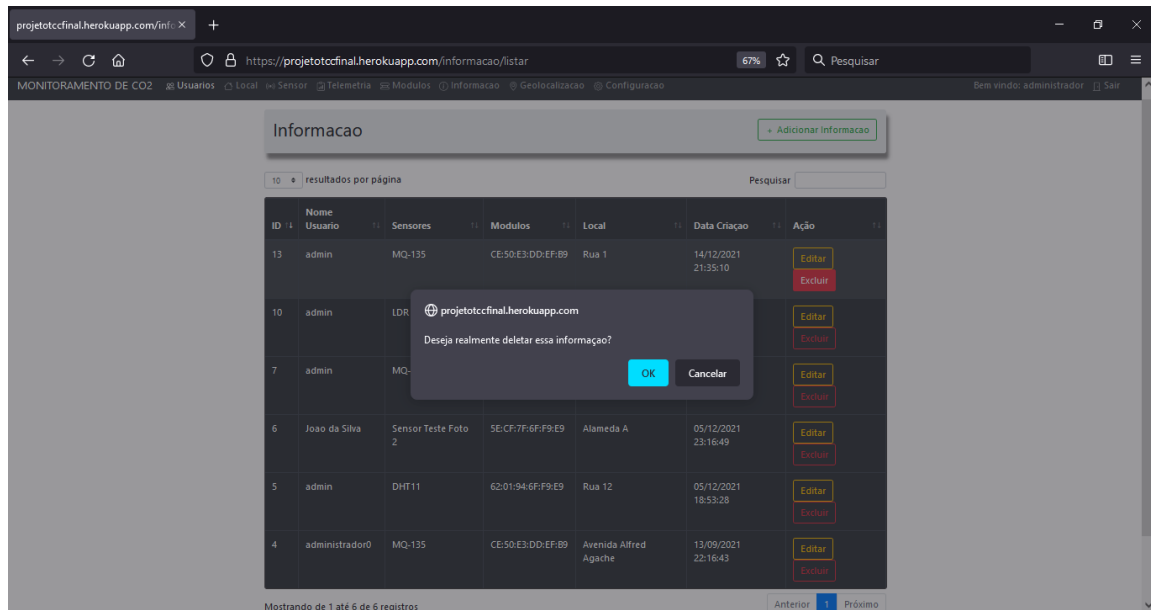 projetotccfinal.herokuapp.com/info
https://projetotccfinal.herokuapp.com/informacao/listar 67% Pesquisar
MONITORAMENTO DE CO2 Usuarios Local Sensor Telemetria Modulos Informacao Geolocalizacao Configuracao Bem vindo: administrador Sair
Informacao + Adicionar Informacao
10 resultados por página Pesquisar
ID Nome Usuario Sensores Modulos Local Data Criaçao Ação
13 admin MQ-135 CE:50:E3:DD:EF:B9 Rua 1 14/12/2021 21:35:10 Editar
Excluir
projetotccfinal.herokuapp.com
Deseja realmente deletar essa informaçao?
OK Cancelar
10 admin LDR Editar
Excluir
7 admin MQ- Editar
Excluir
6 Joao da Silva Sensor Teste Foto 2 5E:CF:7F:6F:F9:E9 Alameda A 05/12/2021 23:16:49 Editar
Excluir
5 admin DHT11 62:01:94:6F:F9:E9 Rua 12 05/12/2021 18:53:28 Editar
Excluir
4 administrador0 MQ-135 CE:50:E3:DD:EF:B9 Avenida Alfred Agache 13/09/2021 22:16:43 Editar
Excluir
Mostrando de 1 até 6 de 6 registros Anterior 1 Próximo